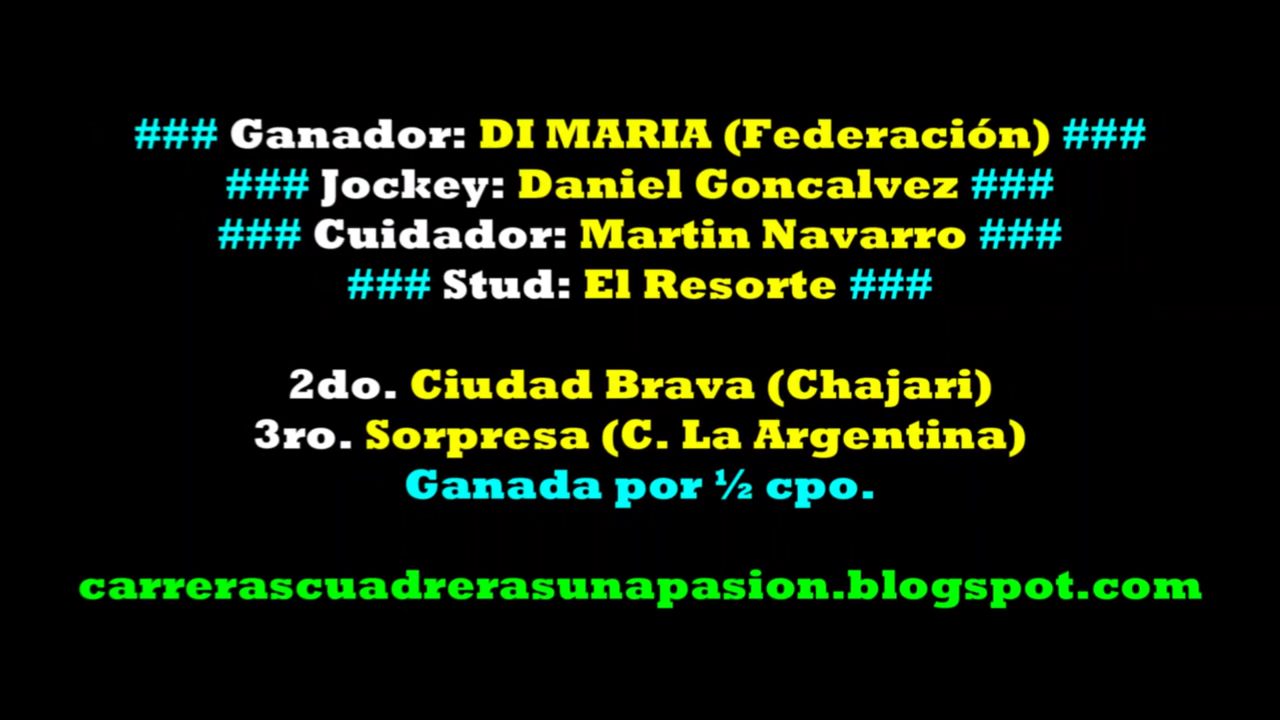 ### Ganador: DI MARIA (Federación) ###
### Jockey: Daniel Goncalvez ###
### Cuidador: Martin Navarro ###
### Stud: El Resorte ###
2do. Ciudad Brava (Chajari)
3ro. Sorpresa (C. La Argentina)
Ganada por ½ cpo.
carrerascuadrerasunapasion.blogspot.com